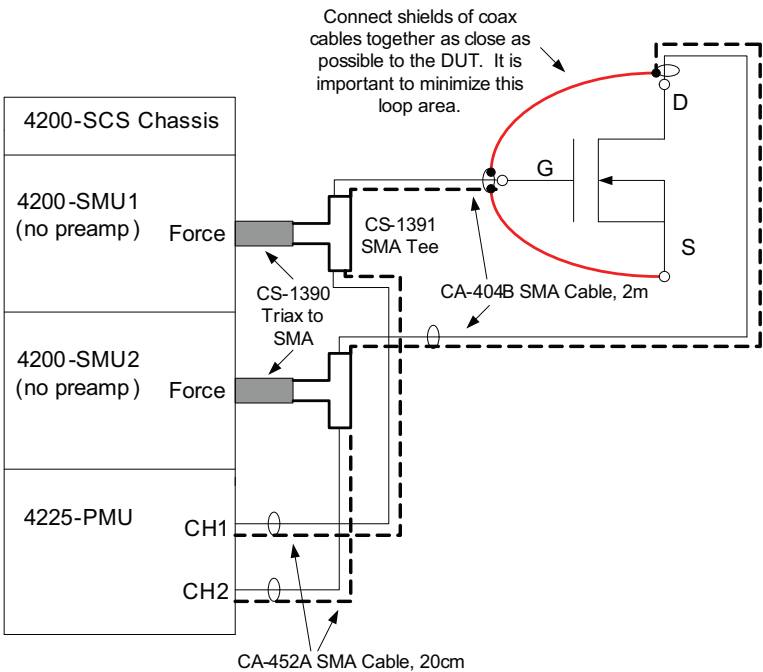 Connect shields of coax
cables together as close as
possible to the DUT. It is
important to minimize this
loop area.
4200-SCS Chassis
4200-SMU1
(no preamp)
Force
CS-1391
SMA Tee
G
D
S
CS-1390
Triax to
SMA
CA-404B SMA Cable, 2m
4200-SMU2
(no preamp)
Force
4225-PMU
CH1
CH2
CA-452A SMA Cable, 20cm